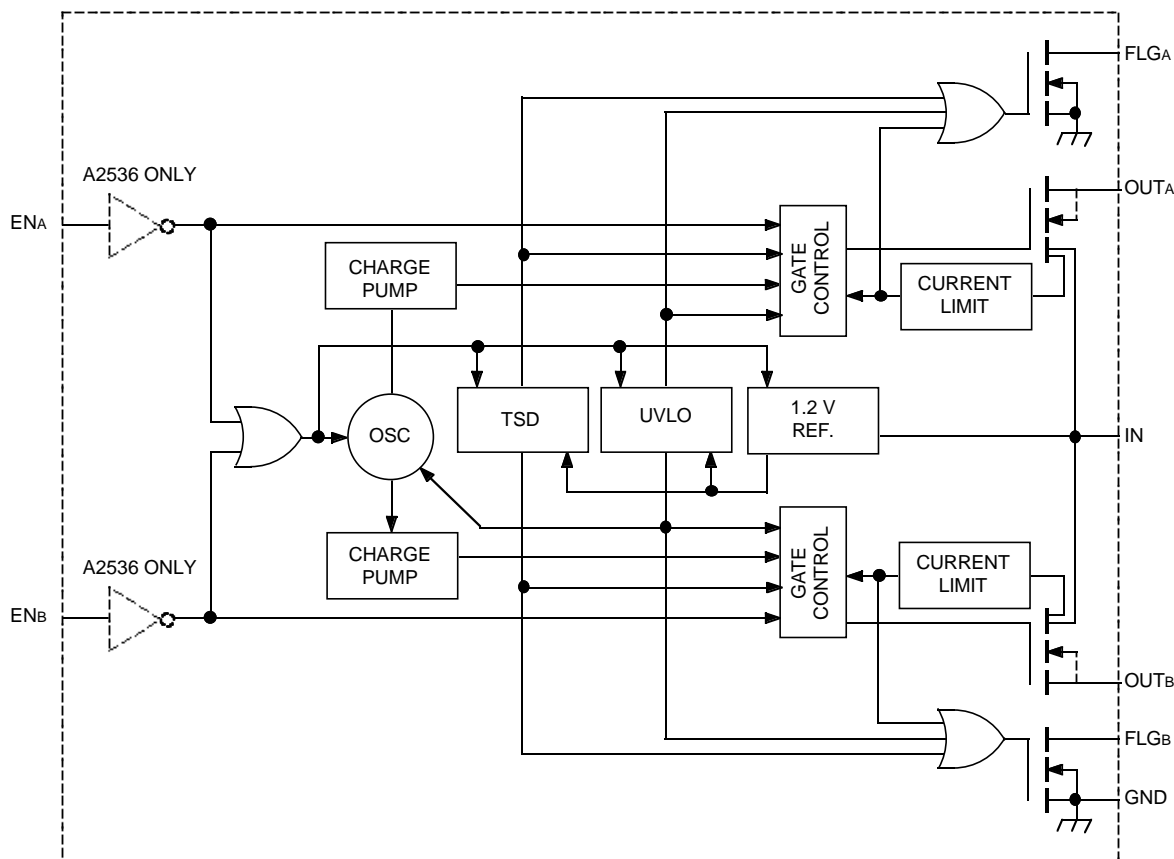 FLGA
A2536 ONLY
OUTA
ENA
CHARGE
PUMP
GATE
CONTROL
CURRENT
LIMIT
OSC
TSD
UVLO
1.2 V
REF.
IN
CHARGE
PUMP
GATE
CONTROL
CURRENT
LIMIT
A2536 ONLY
ENB
OUTB
FLGB
GND